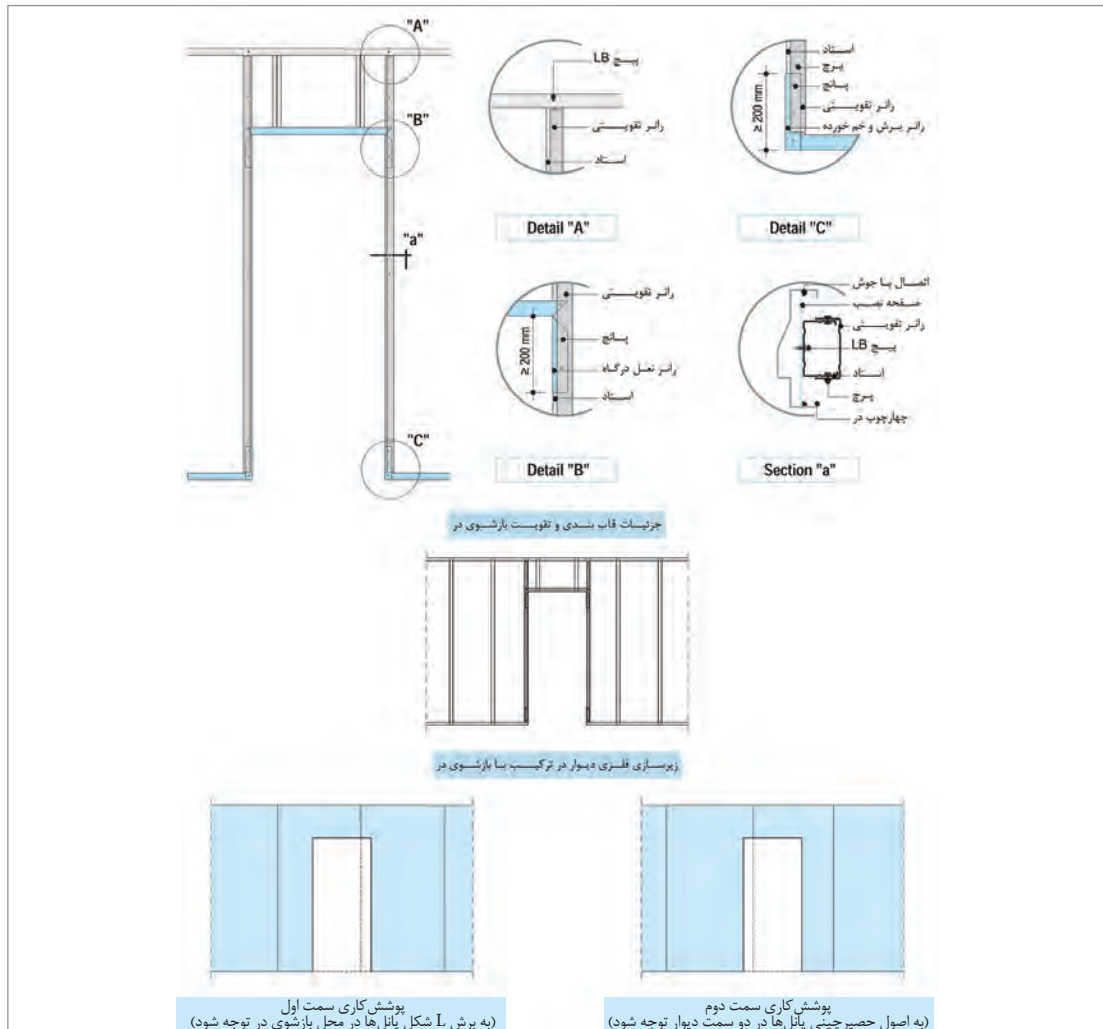 "A"
"B"
"a"
"C"
پیچ LB
رانر تقویتی
استاد
Detail "A"
استاد
پرچ
پانچ
رانر تقویتی
رانر برش و خم خورده
≥ 200 mm
Detail "C"
رانر تقویتی
پانچ
رانر نعل درگاه
استاد
≥ 200 mm
Detail "B"
اتصال با جوش
صفحه نصب
رانر تقویتی
پیچ LB
استاد
پرچ
چهارچوب در
Section "a"
جزئیات قاب بندی و تقویت بازشوی در
زیرسازی فلزی دیوار در ترکیب با بازشوی در
پوشش‌کاری سمت دوم
(به اصول حصیرچینی پانل‌ها در دو سمت دیوار توجه شود)
پوشش‌کاری سمت اول
(به برش L شکل پانل‌ها در محل بازشوی در توجه شود)